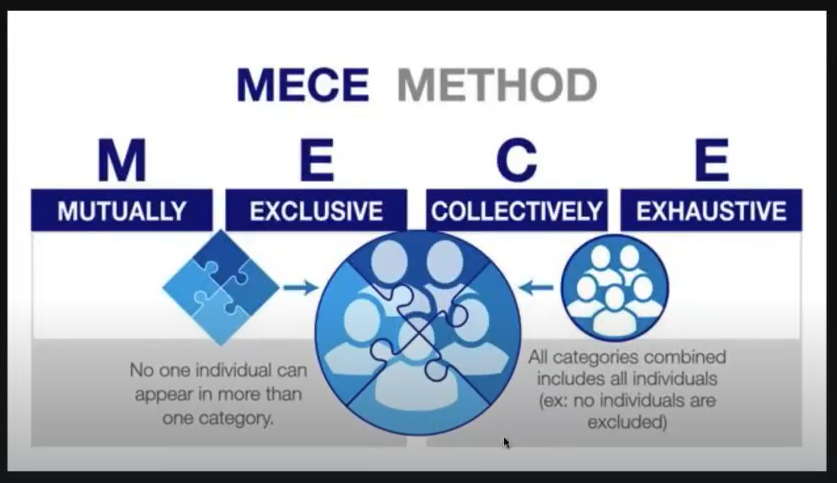 MECE METHOD
M E C E
MUTUALLY EXCLUSIVE COLLECTIVELY EXHAUSTIVE
No one individual can
appear in more than
one category.
All categories combined
includes all individuals
(ex: no individuals are
excluded)